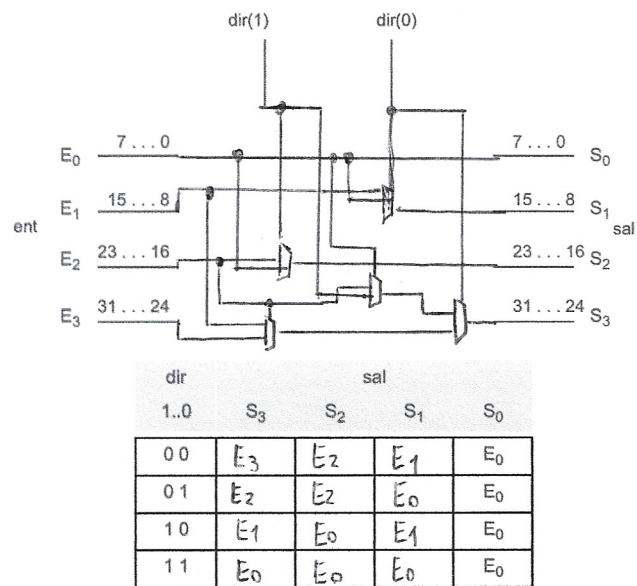 dir(1) dir(0)
E0 7...0 7...0 S0
E1 15...8 15...8 S1
ent sal
E2 23...16 23...16 S2
E3 31...24 31...24 S3
dir sal
1..0 S3 S2 S1 S0
0 0 E3 E2 E1 E0
0 1 E2 E2 E0 E0
1 0 E1 E0 E1 E0
1 1 E0 E0 E0 E0